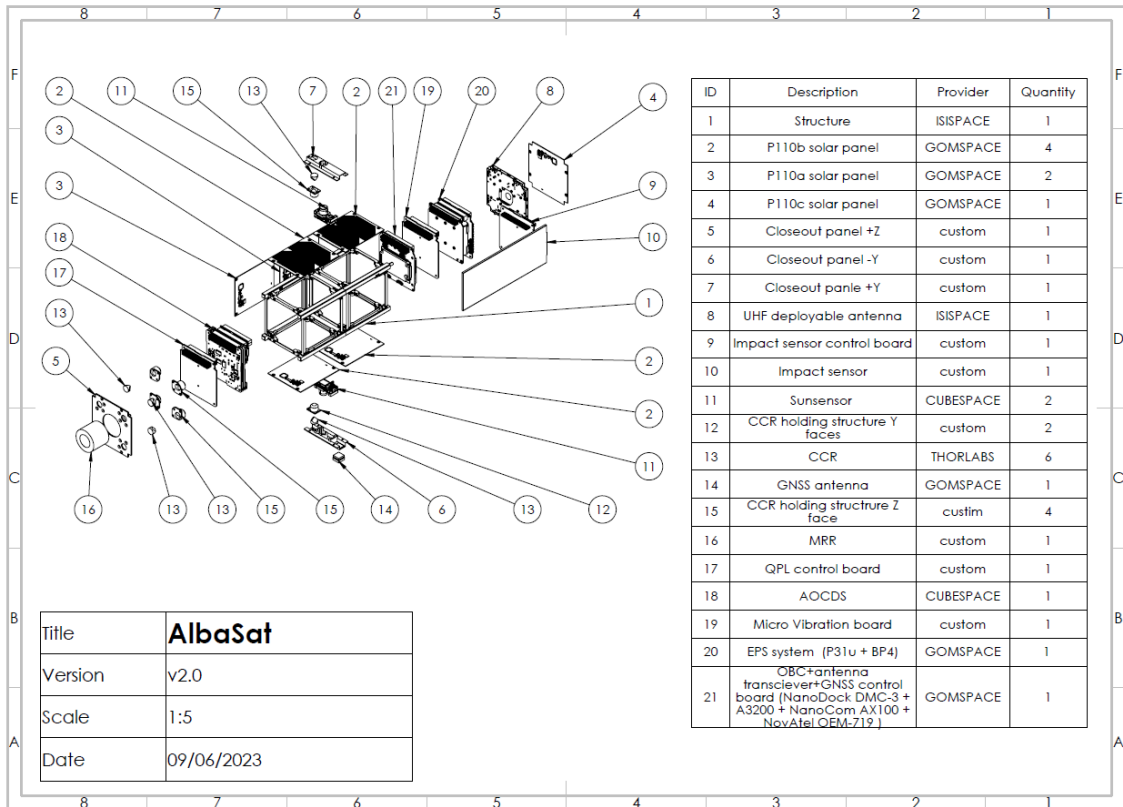 8 7 6 5 4 3 2 1
F F
E E
D D
C C
B B
A A
2 11 15 13 7 2 21 19 20 8 4
3
3 9
18 10
17 1
13
5 2
2
11
16 13 13 15 15 14 6 13 12
ID Description Provider Quantity
1 Structure ISISPACE 1
2 P110b solar panel GOMSPACE 4
3 P110a solar panel GOMSPACE 2
4 P110c solar panel GOMSPACE 1
5 Closeout panel +Z custom 1
6 Closeout panel -Y custom 1
7 Closeout panle +Y custom 1
8 UHF deployable antenna ISISPACE 1
9 Impact sensor control board custom 1
10 Impact sensor custom 1
11 Sunsensor CUBESPACE 2
12 CCR holding structure Y
faces custom 2
13 CCR THORLABS 6
14 GNSS antenna GOMSPACE 1
15 CCR holding structrure Z
face custim 4
16 MRR custom 1
17 QPL control board custom 1
18 AOCDS CUBESPACE 1
19 Micro Vibration board custom 1
20 EPS system (P31u + BP4) GOMSPACE 1
OBC+antenna
transciever+GNSS control
21 board (NanoDock DMC-3 + GOMSPACE 1
A3200 + NanoCom AX100 +
NovAtel OEM-719 )
Title AlbaSat
Version v2.0
Scale 1:5
Date 09/06/2023
8 7 6 5 4 3 2 1